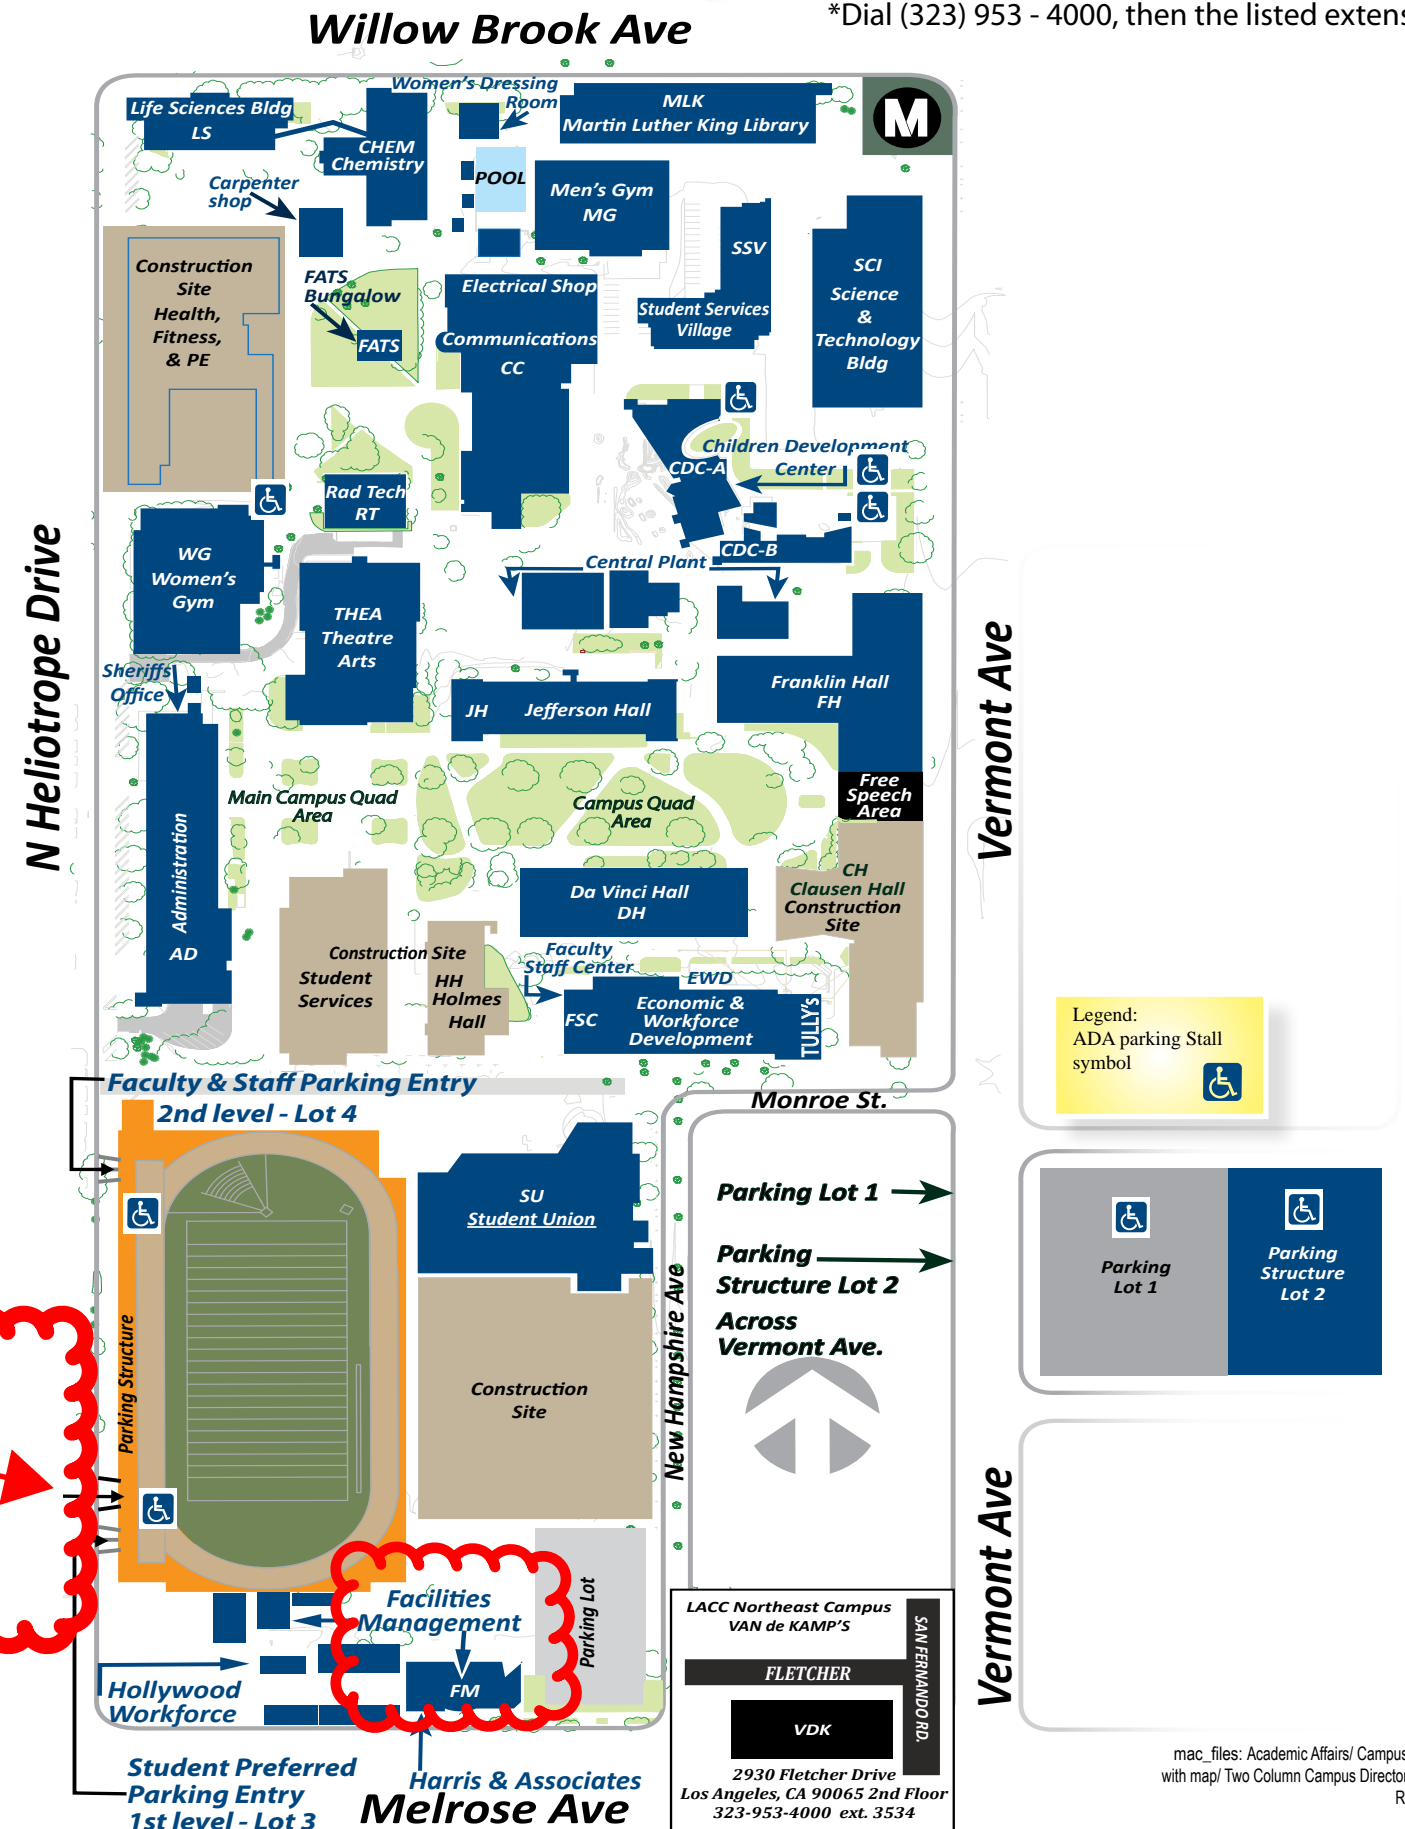 *Dial (323) 953 - 4000, then the listed
Willow Brook Ave
Women's Dressing
Room
Life Sciences Bldg
LS
CHEM
Chemistry
MLK
Martin Luther King Library
M
Carpenter
shop
POOL
Men's Gym
MG
SSV
Student Services
Village
SCI
Science
&
Technology
Bldg
Construction
Site
Health,
Fitness,
& PE
FATS
Bungalow
FATS
Electrical Shop
Communications
CC
Children Development
Center
CDC-A
CDC-B
Rad Tech
RT
WG
Women's
Gym
Central Plant
THEA
Theatre
Arts
N Heliotrope Drive
Vermont Ave
Sheriffs
Office
JH
Jefferson Hall
Franklin Hall
FH
Free
Speech
Area
Main Campus Quad
Area
Campus Quad
Area
Administration
AD
CH
Clausen Hall
Construction
Site
Da Vinci Hall
DH
Construction Site
Student
Services
HH
Holmes
Hall
Faculty
Staff Center
EWD
FSC
Economic &
Workforce
Development
TULLY's
Legend:
ADA parking Stall
symbol
Faculty & Staff Parking Entry
2nd level - Lot 4
Monroe St.
SU
Student Union
Parking Lot 1
Parking
Structure Lot 2
Across
Vermont Ave.
Parking
Lot 1
Parking
Structure
Lot 2
Parking Structure
New Hampshire Ave
Construction
Site
Vermont Ave
Facilities
Management
FM
Parking Lot
Hollywood
Workforce
LACC Northeast Campus
VAN de KAMP'S
FLETCHER
SAN FERNANDO RD.
VDK
2930 Fletcher Drive
Los Angeles, CA 90065 2nd Floor
323-953-4000 ext. 3534
Student Preferred
Parking Entry
1st level - Lot 3
Harris & Associates
Melrose Ave
mac_files: Academic Affairs/ Campus
with map/ Two Column Campus